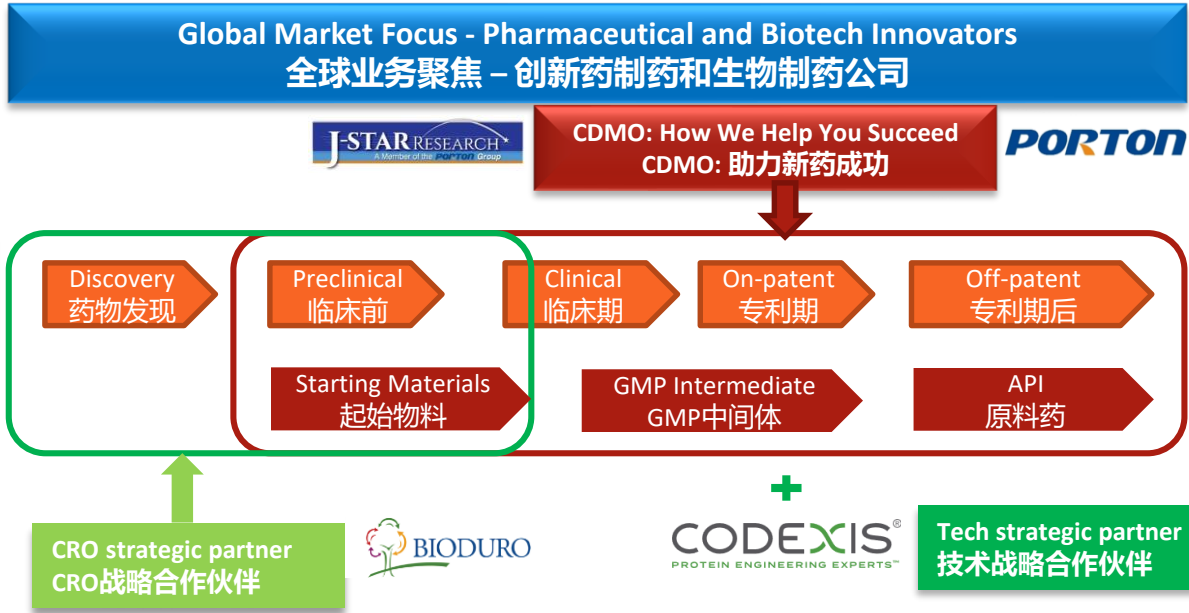 Global Market Focus - Pharmaceutical and Biotech Innovators
全球业务聚焦 – 创新药制药和生物制药公司
J-STAR RESEARCH
A Member of the PORTON Group
CDMO: How We Help You Succeed
CDMO: 助力新药成功
PORTON
Discovery
药物发现
Preclinical
临床前
Clinical
临床期
On-patent
专利期
Off-patent
专利期后
Starting Materials
起始物料
GMP Intermediate
GMP中间体
API
原料药
CRO strategic partner
CRO战略合作伙伴
BIODURO
CODEXIS®
PROTEIN ENGINEERING EXPERTS™
Tech strategic partner
技术战略合作伙伴